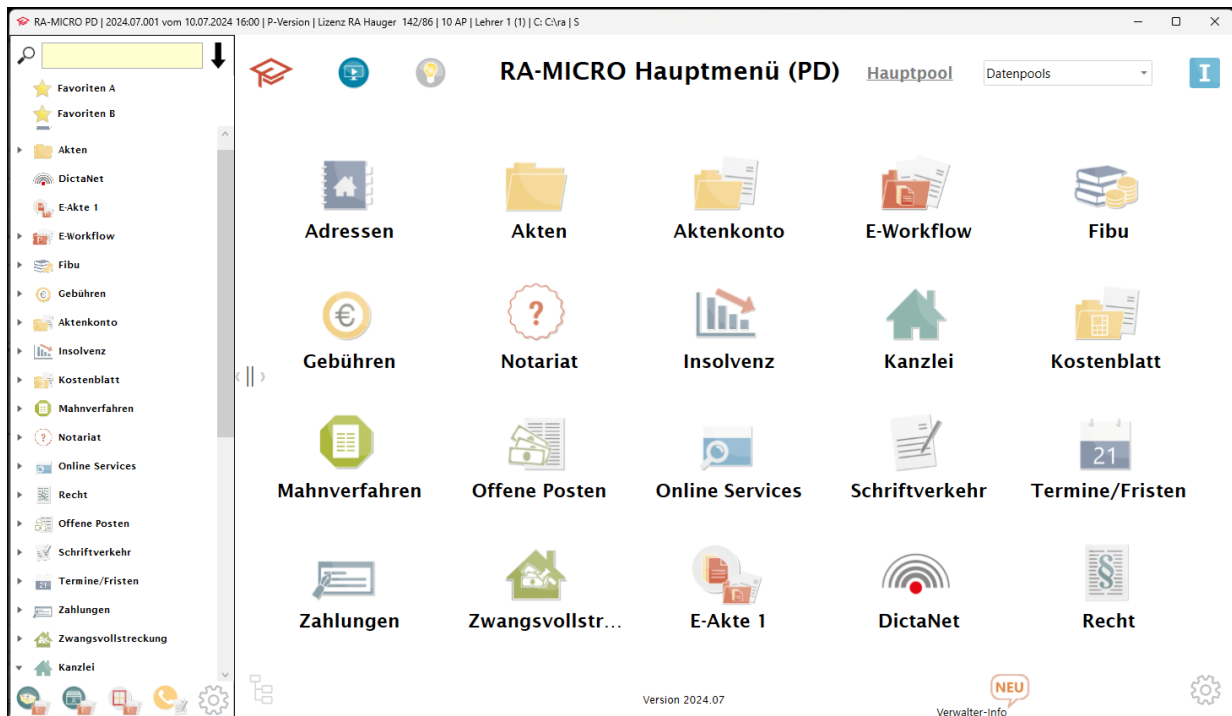 RA-MICRO PD | 2024.07.001 vom 10.07.2024 16:00 | P-Version | Lizenz RA Hauger 142/86 | 10 AP | Lehrer 1 (1) | C: C:\ra | S
Favoriten A
Favoriten B
Akten
DictaNet
E-Akte 1
E-Workflow
Fibu
Gebühren
Aktenkonto
Insolvenz
Kostenblatt
Mahnverfahren
Notariat
Online Services
Recht
Offene Posten
Schriftverkehr
Termine/Fristen
Zahlungen
Zwangsvollstreckung
Kanzlei
RA-MICRO Hauptmenü (PD) Hauptpool Datenpools I
Adressen Akten Aktenkonto E-Workflow Fibu
Gebühren Notariat Insolvenz Kanzlei Kostenblatt
21
Mahnverfahren Offene Posten Online Services Schriftverkehr Termine/Fristen
Zahlungen Zwangsvollstr... E-Akte 1 DictaNet Recht
NEU
Version 2024.07 Verwalter-Info